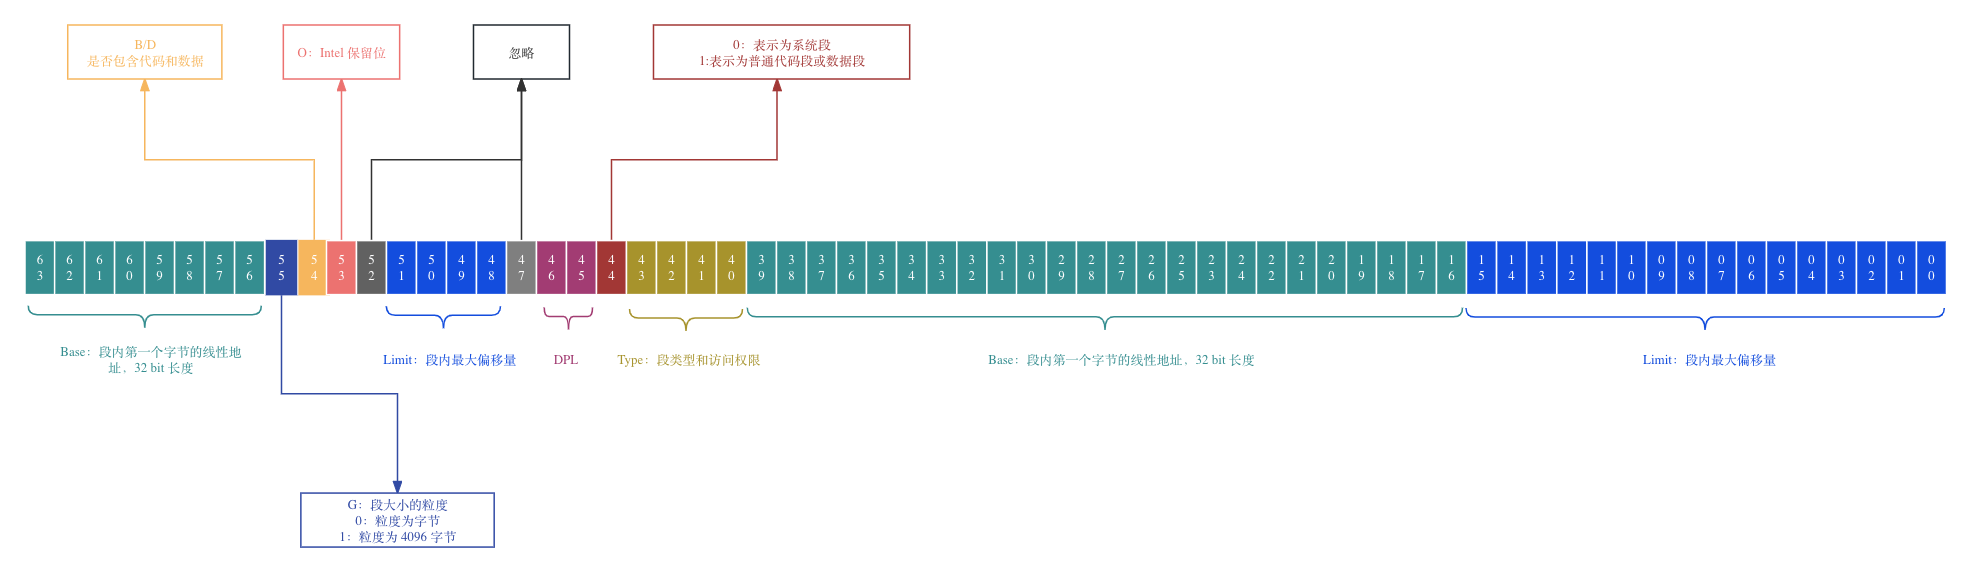 B/D
是否包含代码和数据
O：Intel 保留位
忽略
0：表示为系统段
1:表示为普通代码段或数据段
63 62 61 60 59 58 57 56 55 54 53 52 51 50 49 48 47 46 45 44 43 42 41 40 39 38 37 36 35 34 33 32 31 30 29 28 27 26 25 23 24 22 21 20 19 18 17 16 15 14 13 12 11 10 09 08 07 06 05 04 03 02 01 00
Base：段内第一个字节的线性地
址，32 bit 长度
Limit：段内最大偏移量
DPL
Type：段类型和访问权限
Base：段内第一个字节的线性地址，32 bit 长度
Limit：段内最大偏移量
G：段大小的粒度
0：粒度为字节
1：粒度为 4096 字节